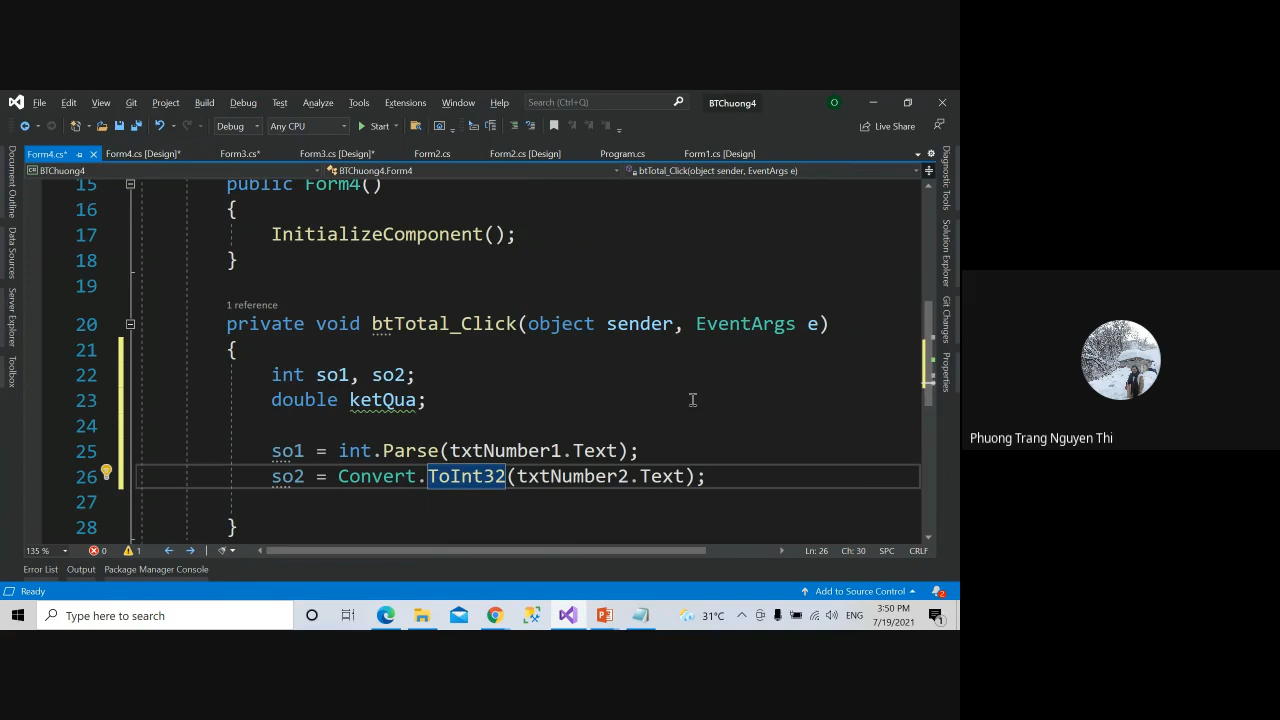 File Edit View Git Project Build Debug Test Analyze Tools Extensions Window Help Search (Ctrl+Q) BTChuong4 O
Debug Any CPU Start Live Share
Form4.cs* Form4.cs [Design]* Form3.cs* Form3.cs [Design]* Form2.cs Form2.cs [Design] Program.cs Form1.cs [Design]
BTChuong4 BTChuong4.Form4 btTotal_Click(object sender, EventArgs e)
Document Outline
Data Sources
Server Explorer
Toolbox
15 public Form4()
16 {
17 InitializeComponent();
18 }
19
1 reference
20 private void btTotal_Click(object sender, EventArgs e)
21 {
22 int so1, so2;
23 double ketQua;
24
25 so1 = int.Parse(txtNumber1.Text);
26 so2 = Convert.ToInt32(txtNumber2.Text);
27
28 }
Diagnostic Tools
Solution Explorer
Git Changes
Properties
135 % 0 1 Ln: 26 Ch: 30 SPC CRLF
Error List Output Package Manager Console
Ready Add to Source Control 2
Type here to search 31°C ENG 3:50 PM 7/19/2021 1
Phuong Trang Nguyen Thi